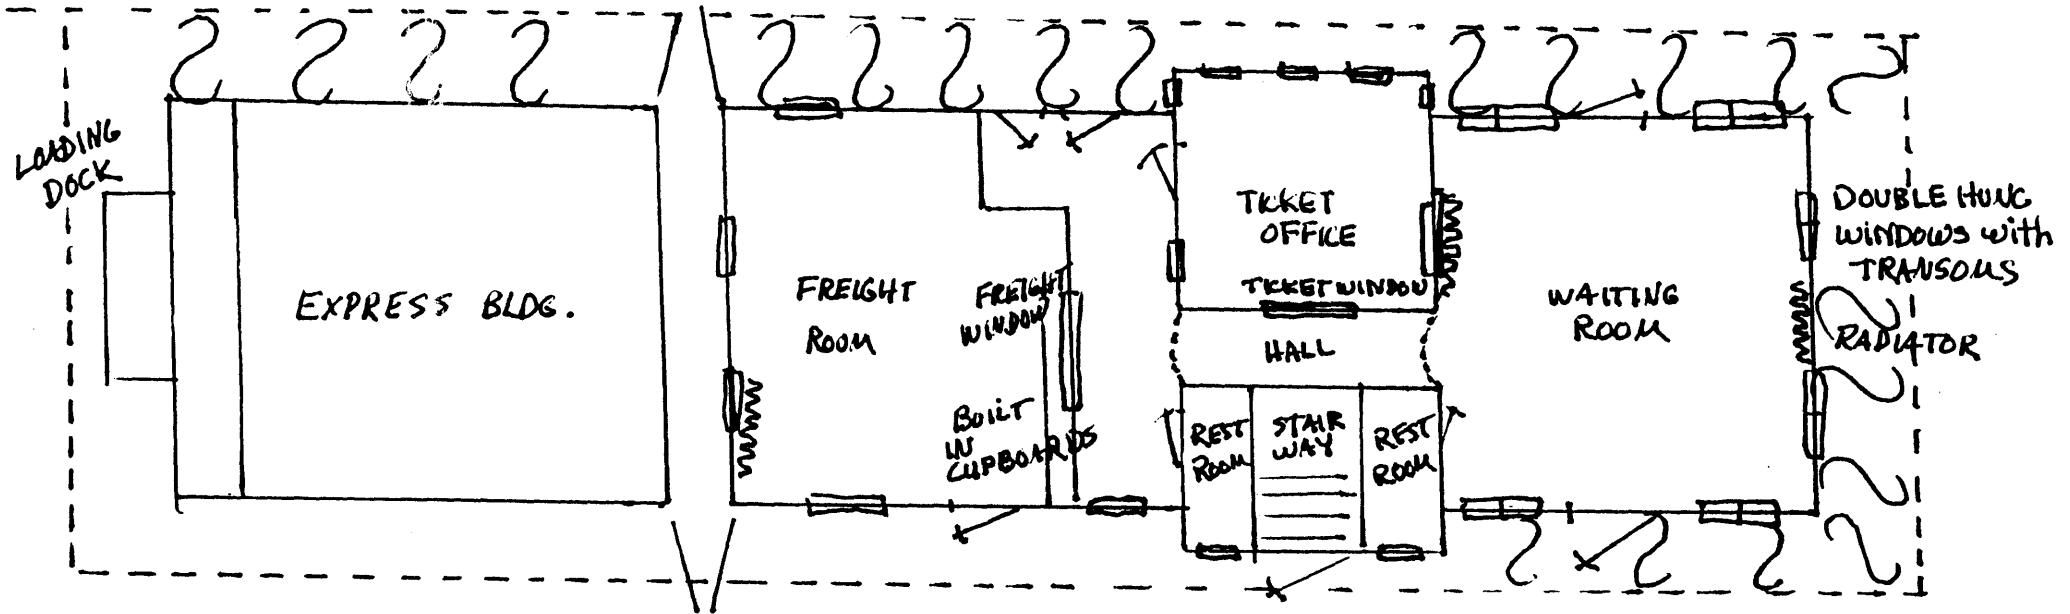 LOADING
DOCK
EXPRESS BLDG.
FREIGHT
ROOM
FREIGHT
WINDOW
BUILT
IN
CUPBOARDS
TICKET
OFFICE
TICKET WINDOW
HALL
REST
ROOM
STAIR
WAY
REST
ROOM
WAITING
ROOM
DOUBLE HUNG
WINDOWS with
TRANSOMS
RADIATOR